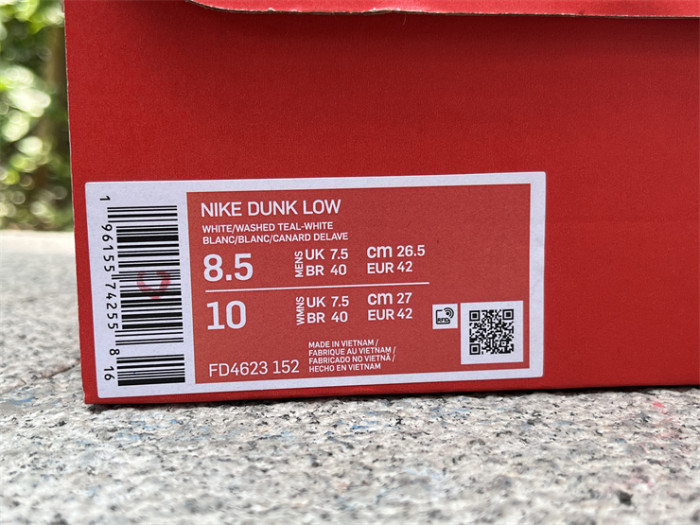 NIKE DUNK LOW
WHITE/WASHED TEAL-WHITE
BLANC/BLANC/CANARD DELAVE
8.5 MENS UK 7.5 cm 26.5
BR 40 EUR 42
10 WMNS UK 7.5 cm 27
BR 40 EUR 42
FD4623 152
MADE IN VIETNAM /
FABRIQUE AU VIETNAM /
FABRICADO NO VIETNÃ /
HECHO EN VIETNAM
1 96155 74255 8 16